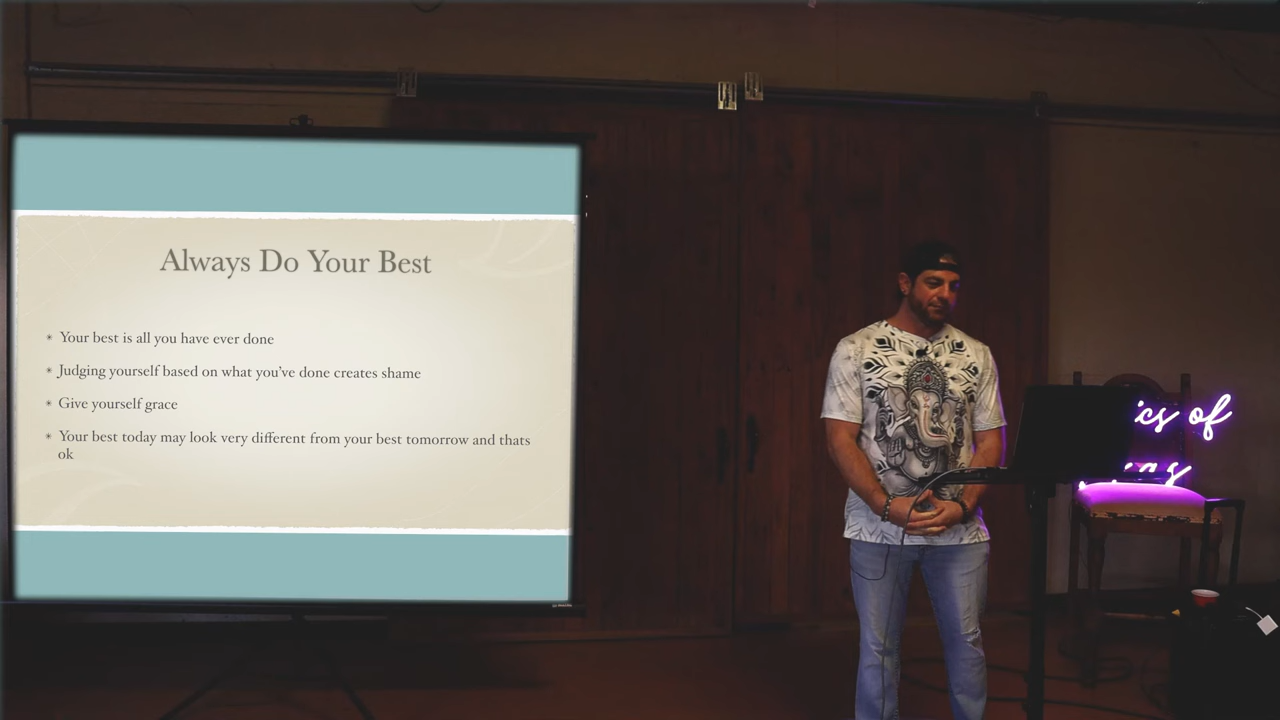 Always Do Your Best
* Your best is all you have ever done
* Judging yourself based on what you've done creates shame
* Give yourself grace
* Your best today may look very different from your best tomorrow and thats
ok
of